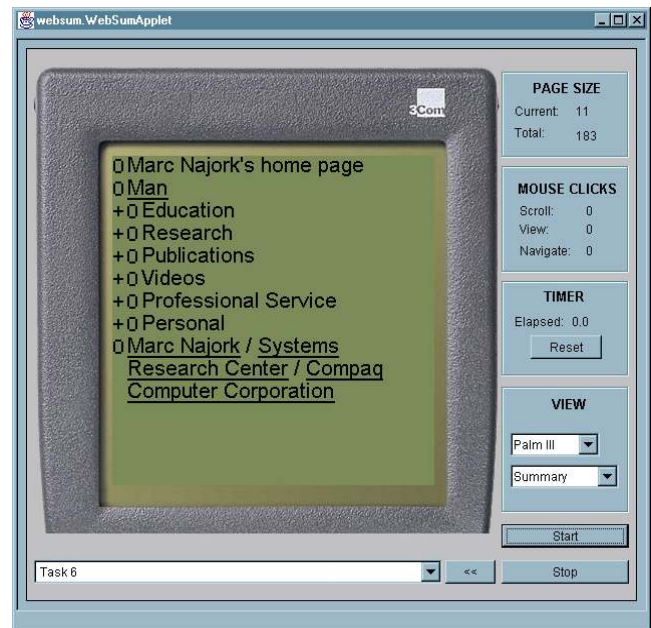 websum.WebSumApplet
3Com
0 Marc Najork's home page
0 Man
+0 Education
+0 Research
+0 Publications
+0 Videos
+0 Professional Service
+0 Personal
0 Marc Najork / Systems
Research Center / Compaq
Computer Corporation
PAGE SIZE
Current: 11
Total: 183
MOUSE CLICKS
Scroll: 0
View: 0
Navigate: 0
TIMER
Elapsed: 0.0
Reset
VIEW
Palm III
Summary
Start
Task 6
<<
Stop